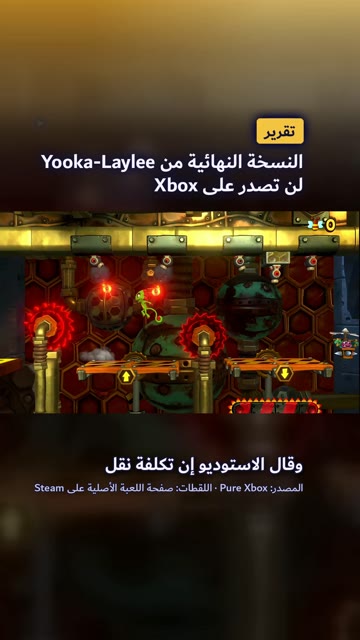 تقرير
النسخة النهائية من Yooka-Laylee
لن تصدر على Xbox
0
وقال الاستوديو إن تكلفة نقل
المصدر: Pure Xbox · اللقطات: صفحة اللعبة الأصلية على Steam